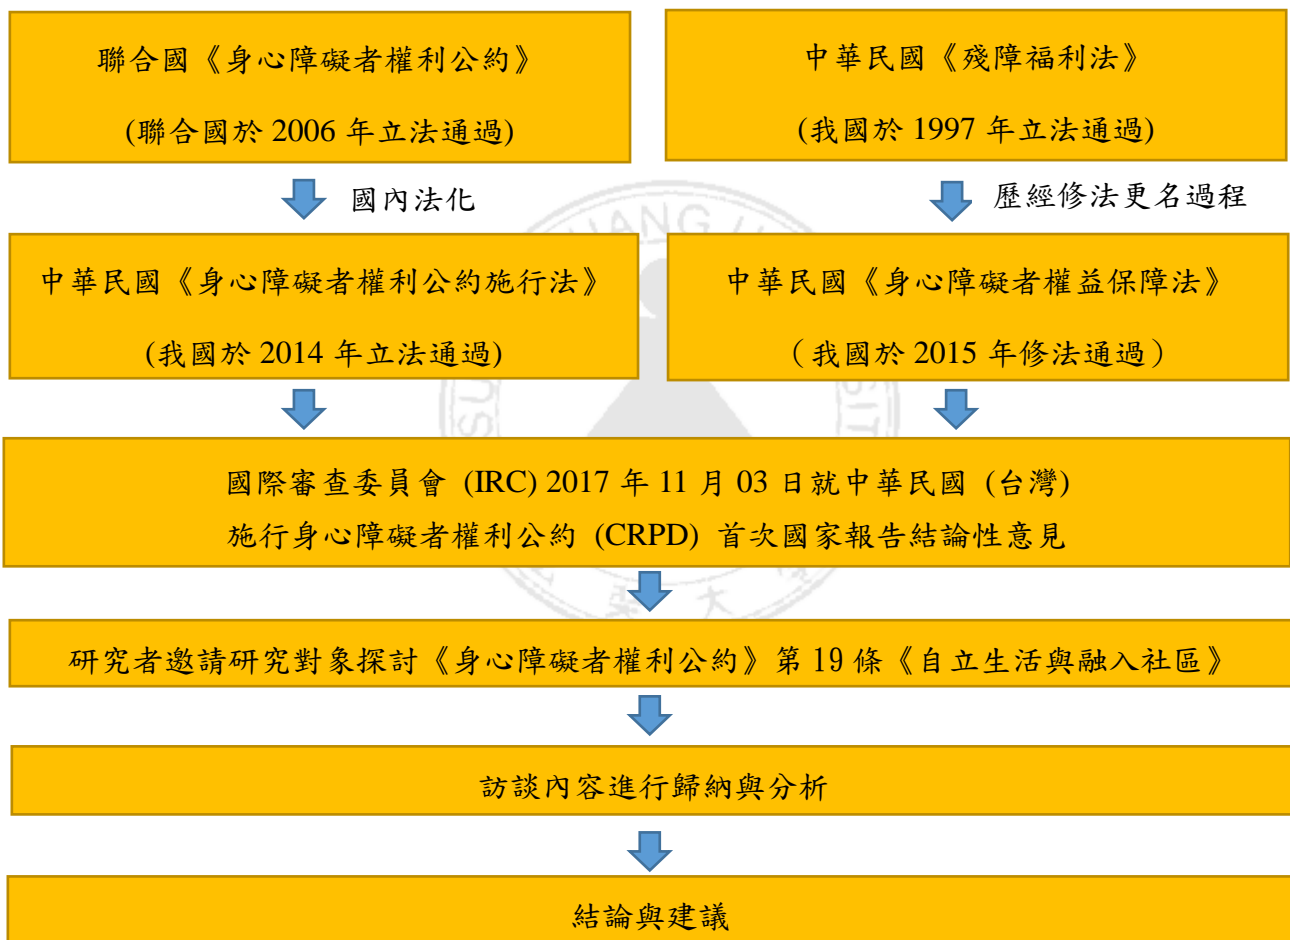 聯合國《身心障礙者權利公約》
(聯合國於 2006 年立法通過)
中華民國《殘障福利法》
(我國於 1997 年立法通過)
國內法化
歷經修法更名過程
中華民國《身心障礙者權利公約施行法》
(我國於 2014 年立法通過)
中華民國《身心障礙者權益保障法》
（我國於 2015 年修法通過）
國際審查委員會 (IRC) 2017 年 11 月 03 日就中華民國 (台灣)
施行身心障礙者權利公約 (CRPD) 首次國家報告結論性意見
研究者邀請研究對象探討《身心障礙者權利公約》第 19 條《自立生活與融入社區》
訪談內容進行歸納與分析
結論與建議